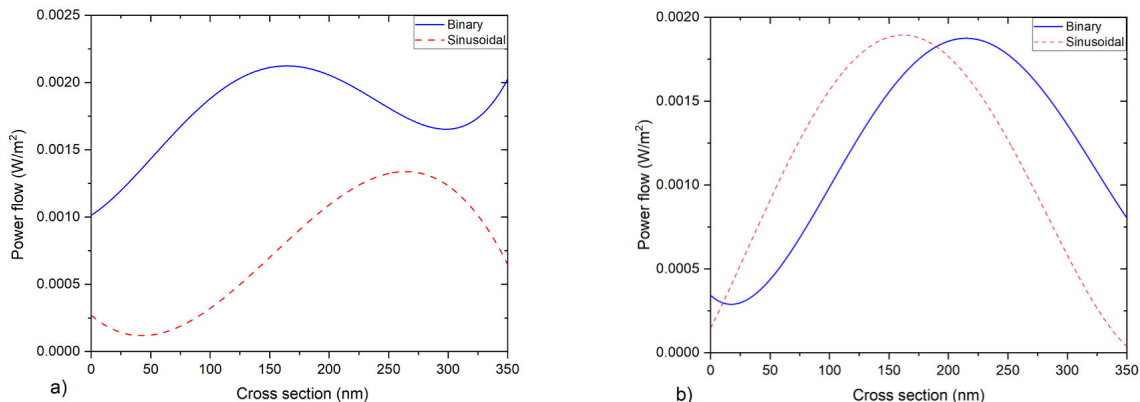 0.0025
0.0020
0.0015
0.0010
0.0005
0.0000
Power flow (W/m²)
Binary
Sinusoidal
0 50 100 150 200 250 300 350
Cross section (nm)
a)
0.0020
0.0015
0.0010
0.0005
0.0000
Power flow (W/m²)
Binary
Sinusoidal
0 50 100 150 200 250 300 350
Cross section (nm)
b)